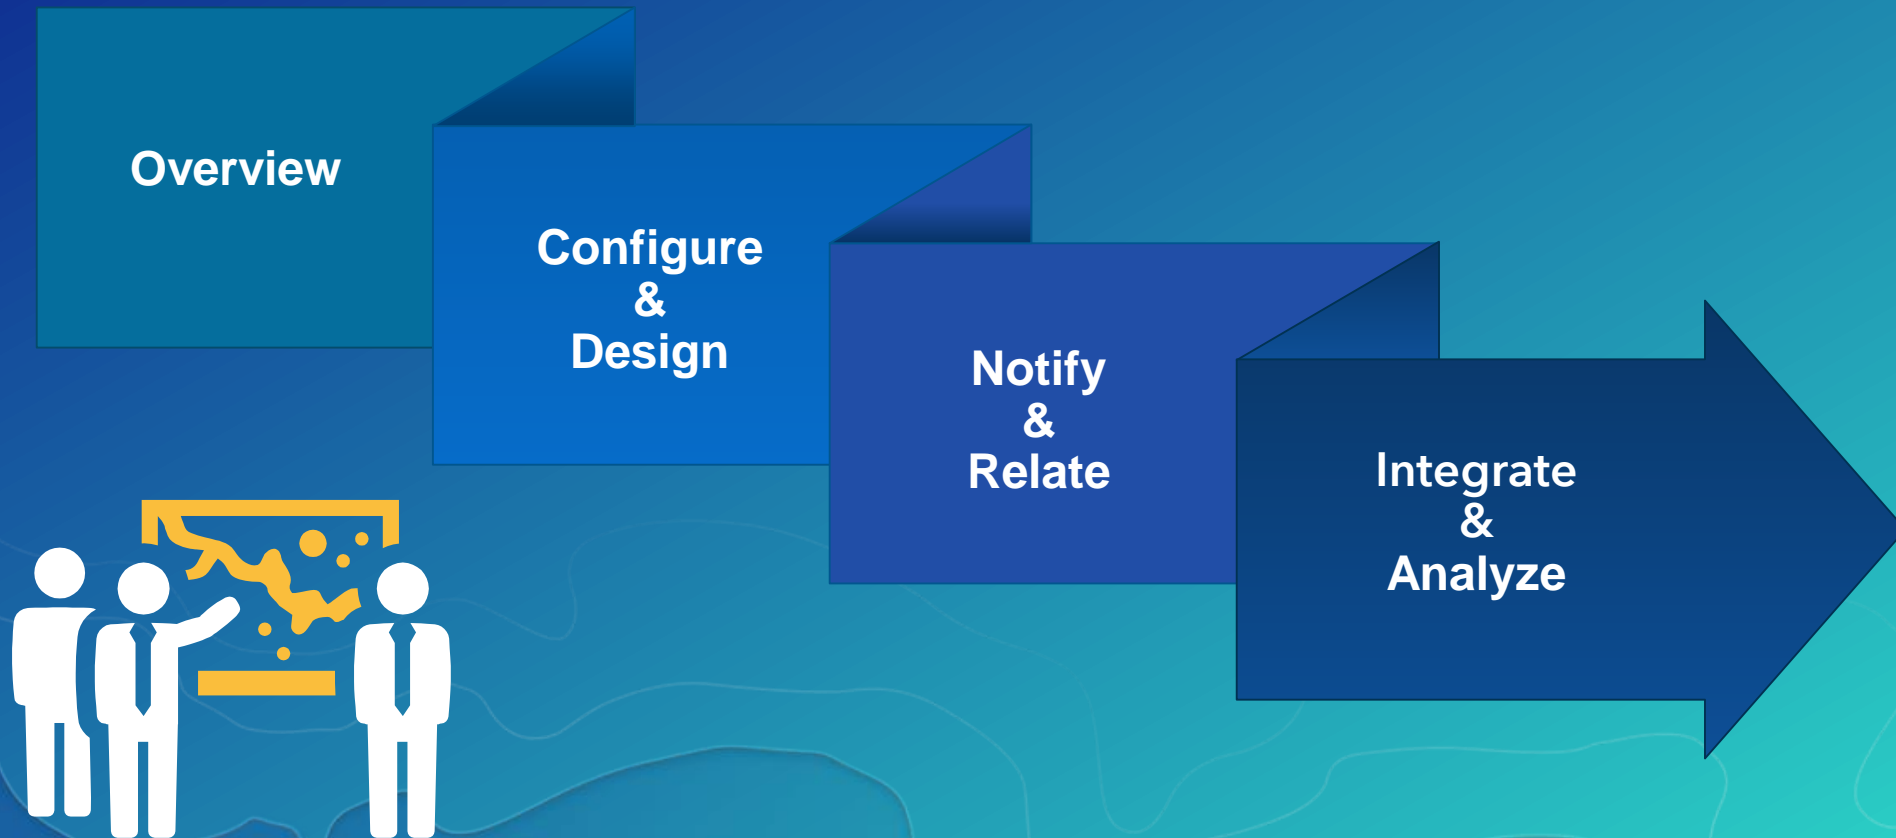 Overview
Configure
&
Design
Notify
&
Relate
Integrate
&
Analyze